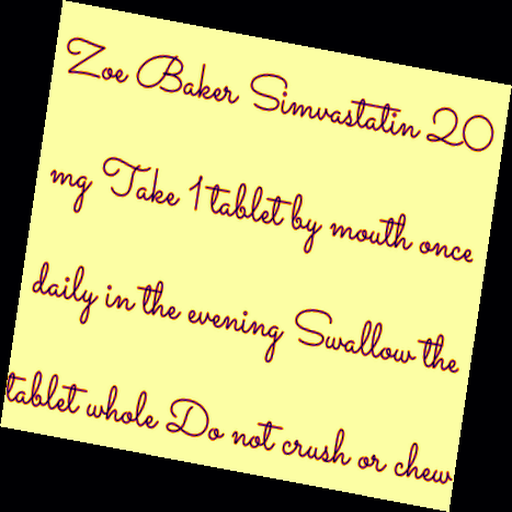 Zoe Baker Simvastatin 20
mg Take 1 tablet by mouth once
daily in the evening Swallow the
tablet whole Do not crush or chew